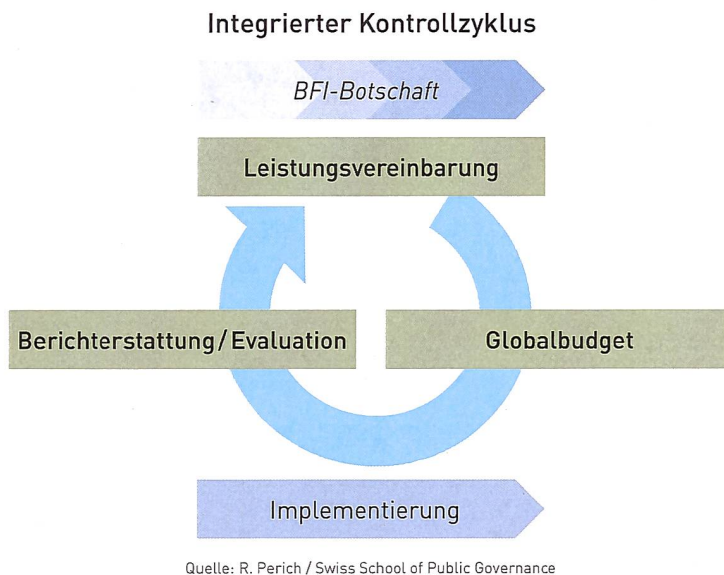 Integrierter Kontrollzyklus
BFI-Botschaft
Leistungsvereinbarung
Berichterstattung/Evaluation
Globalbudget
Implementierung
Quelle: R. Perich / Swiss School of Public Governance